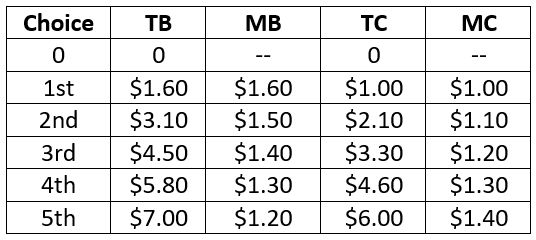 Choice TB MB TC MC
0 0 -- 0 --
1st $1.60 $1.60 $1.00 $1.00
2nd $3.10 $1.50 $2.10 $1.10
3rd $4.50 $1.40 $3.30 $1.20
4th $5.80 $1.30 $4.60 $1.30
5th $7.00 $1.20 $6.00 $1.40